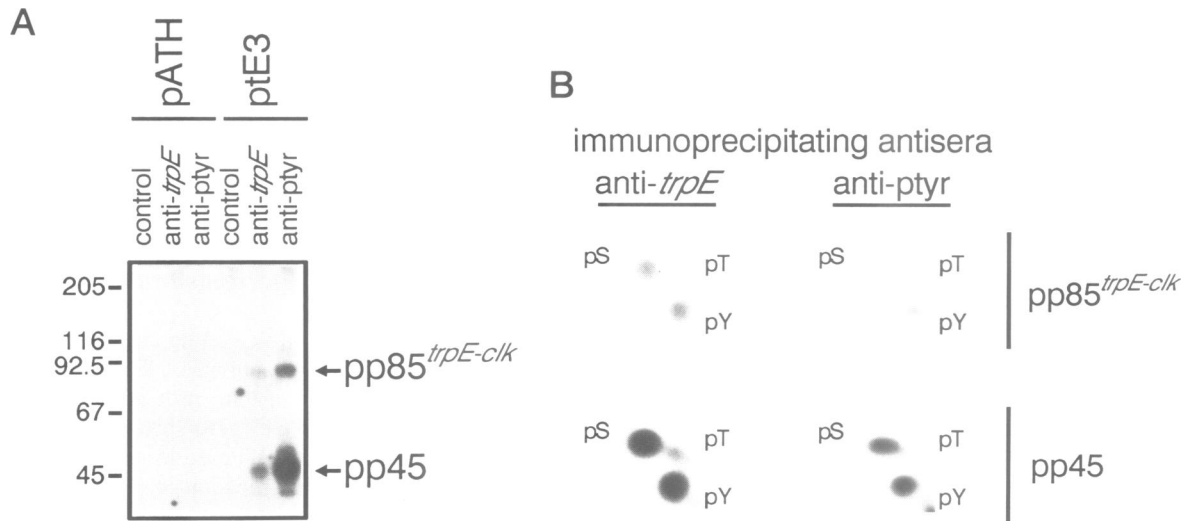 A
pATH
ptE3
control
anti-trpE
anti-ptyr
control
anti-trpE
anti-ptyr
205
116
92.5
67
45
pp85trpE-clk
pp45
B
immunoprecipitating antisera
anti-trpE
anti-ptyr
pS pT pS pT
pY pY
pp85trpE-clk
pS pT pS pT
pY pY
pp45